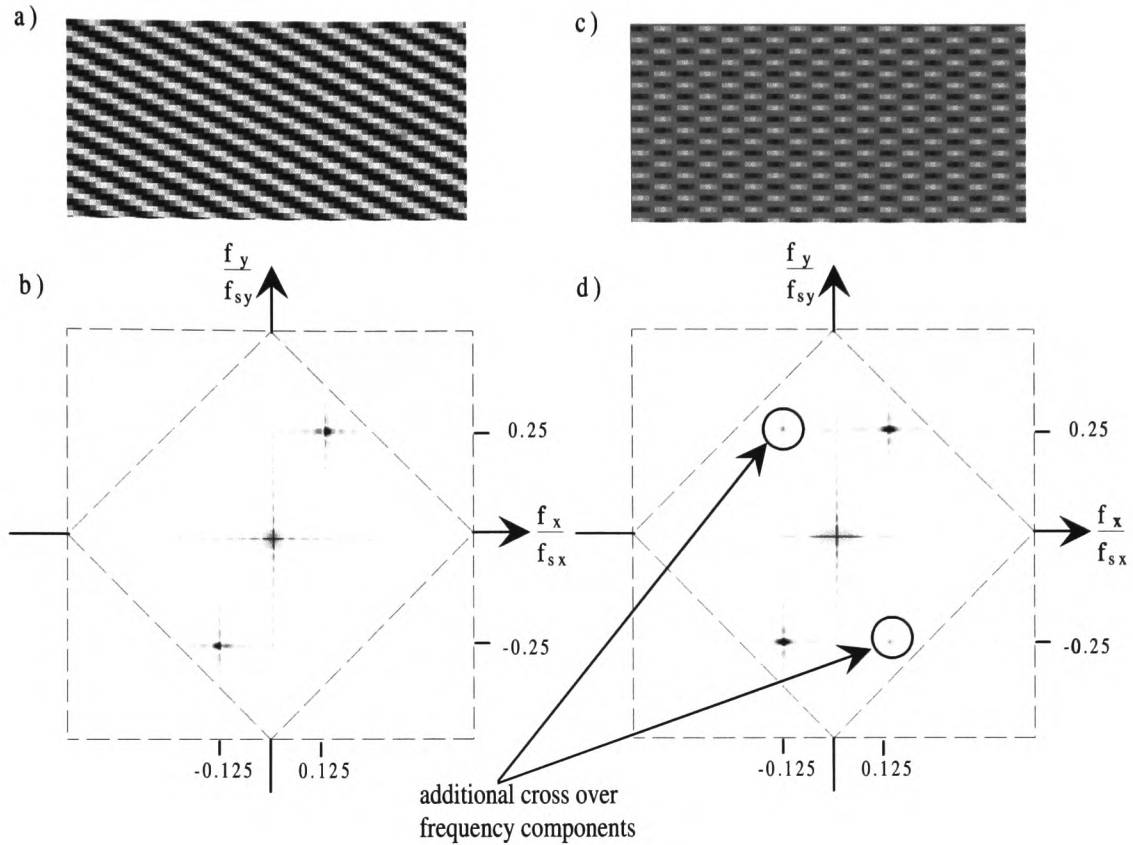 a)
c)
f y
f sy
b)
0.25
f x
f sx
-0.25
-0.125
0.125
f y
f sy
d)
0.25
f x
f sx
-0.25
-0.125
0.125
additional cross over
frequency components